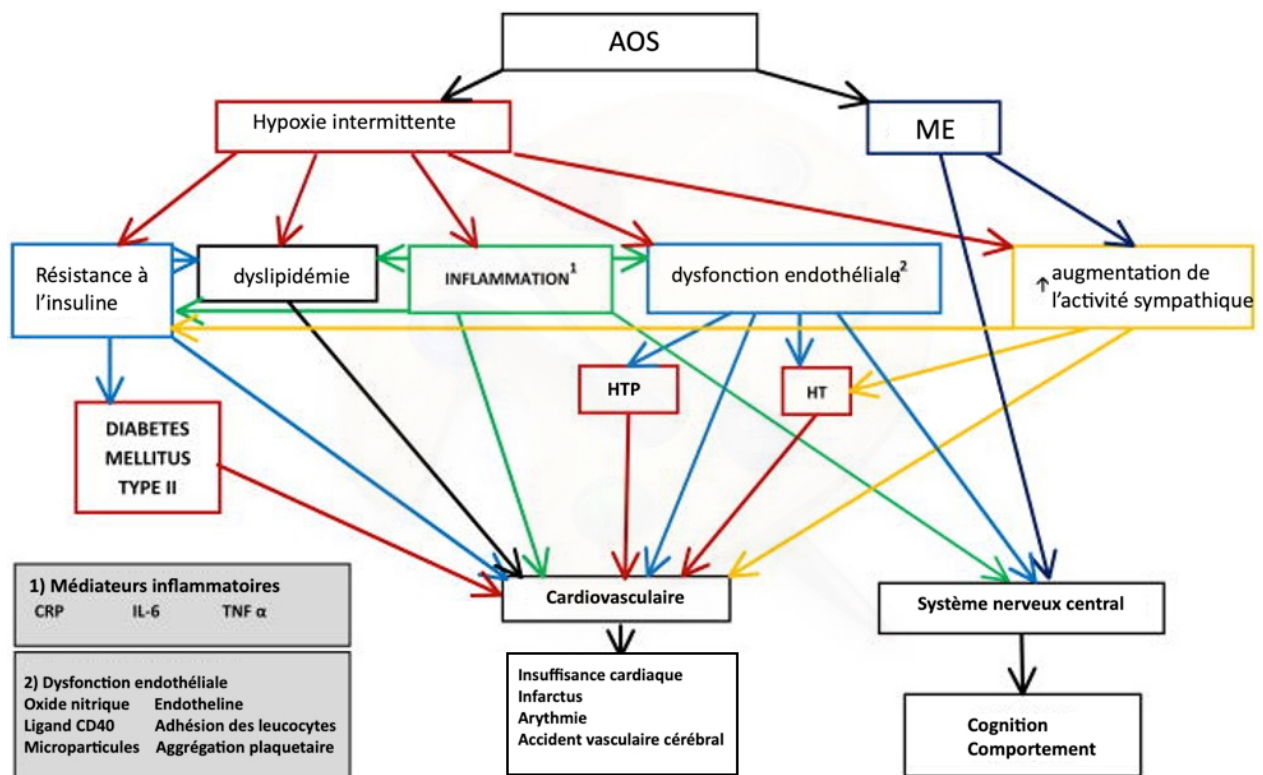 AOS
Hypoxie intermittente
ME
Résistance à
l'insuline
dyslipidémie
INFLAMMATION1
dysfonction endothéliale2
↑ augmentation de
l'activité sympathique
HTP
HT
DIABETES
MELLITUS
TYPE II
1) Médiateurs inflammatoires
CRP IL-6 TNF α
2) Dysfonction endothéliale
Oxide nitrique Endotheline
Ligand CD40 Adhésion des leucocytes
Microparticules Aggrégation plaquetaire
Cardiovasculaire
Insuffisance cardiaque
Infarctus
Arythmie
Accident vasculaire cérébral
Système nerveux central
Cognition
Comportement